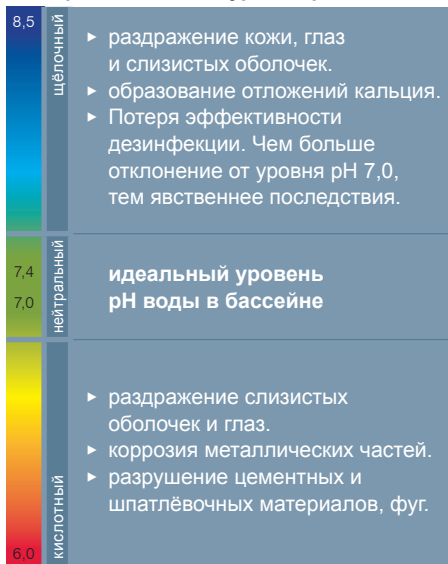 8,5
щёлочный
▸ раздражение кожи, глаз
и слизистых оболочек.
▸ образование отложений кальция.
▸ Потеря эффективности
дезинфекции. Чем больше
отклонение от уровня pH 7,0,
тем явственнее последствия.
7,4
7,0
нейтральный
идеальный уровень
pH воды в бассейне
▸ раздражение слизистых
оболочек и глаз.
▸ коррозия металлических частей.
▸ разрушение цементных и
шпатлёвочных материалов, фуг.
кислотный
6,0